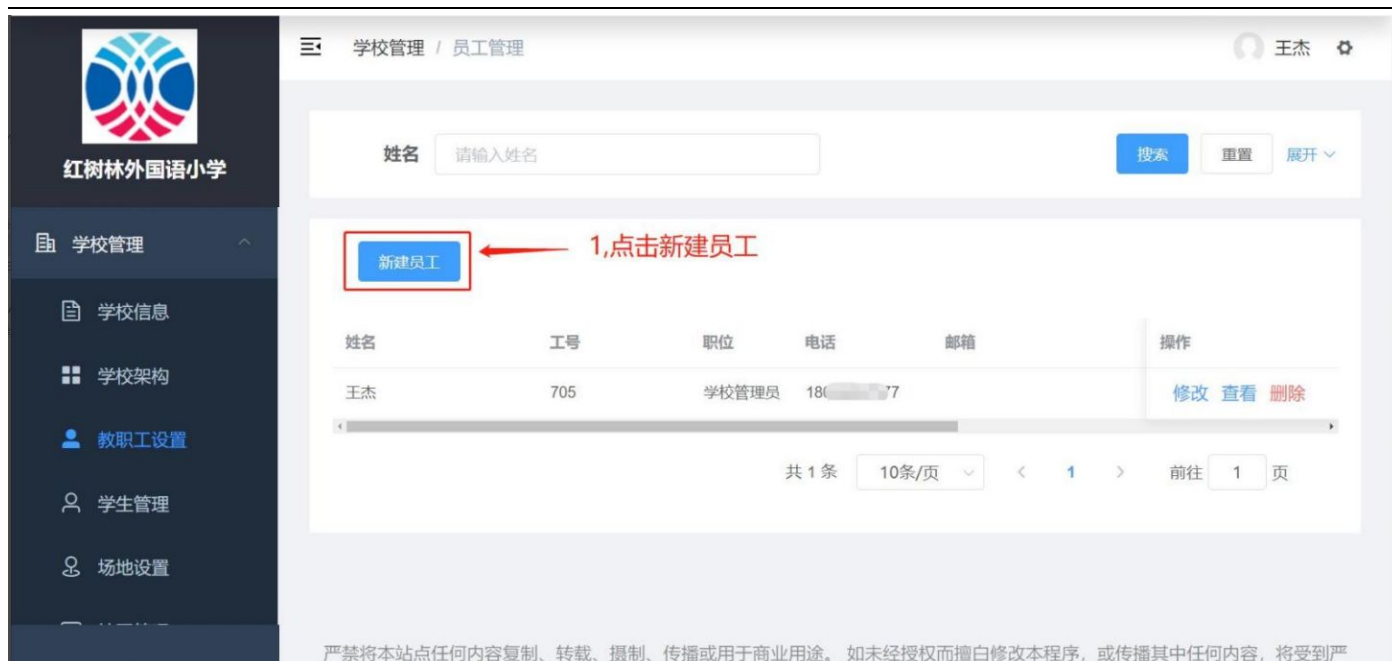 学校管理 / 员工管理
王杰
红树林外国语小学
姓名 请输入姓名 搜索 重置 展开
学校管理
新建员工 1,点击新建员工
学校信息
姓名 工号 职位 电话 邮箱 操作
学校架构
王杰 705 学校管理员 18 77 修改 查看 删除
教职工设置
共 1 条 10条/页 < 1 > 前往 1 页
学生管理
场地设置
严禁将本站点任何内容复制、转载、摄制、传播或用于商业用途。 如未经授权而擅自修改本程序，或传播其中任何内容，将受到严